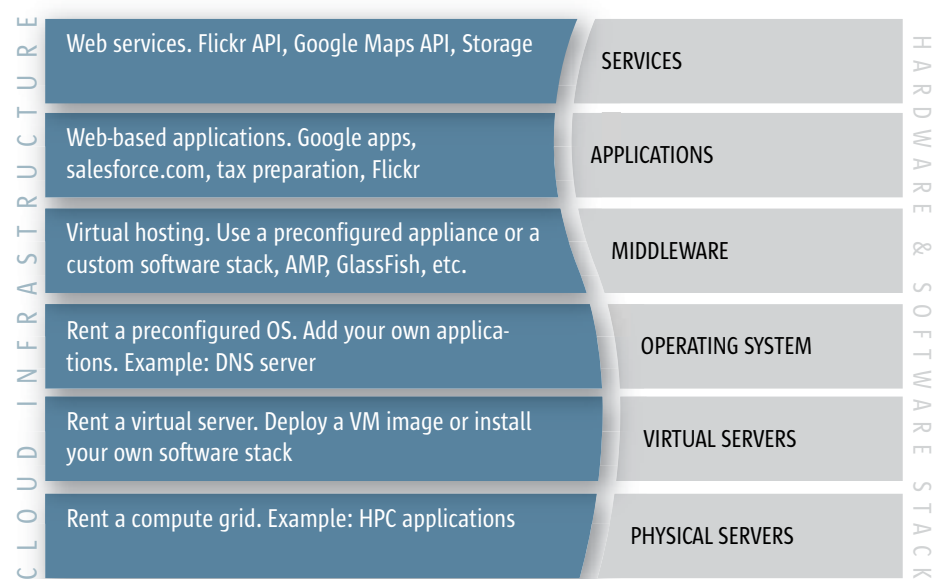 CLOUD INFRASTRUCTURE
Web services. Flickr API, Google Maps API, Storage
SERVICES
Web-based applications. Google apps,
salesforce.com, tax preparation, Flickr
APPLICATIONS
Virtual hosting. Use a preconfigured appliance or a
custom software stack, AMP, GlassFish, etc.
MIDDLEWARE
Rent a preconfigured OS. Add your own applica-
tions. Example: DNS server
OPERATING SYSTEM
Rent a virtual server. Deploy a VM image or install
your own software stack
VIRTUAL SERVERS
Rent a compute grid. Example: HPC applications
PHYSICAL SERVERS
HARDWARE & SOFTWARE STACK